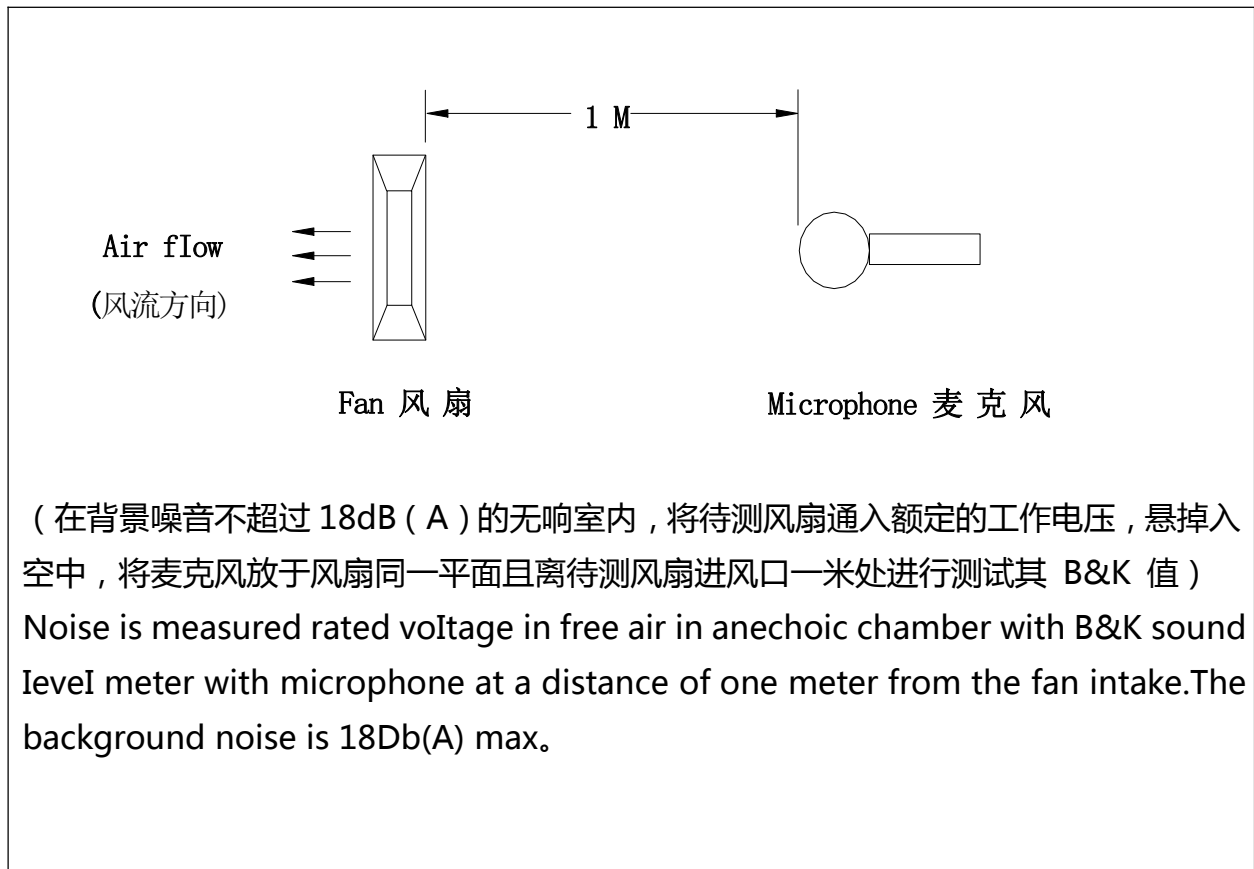 1 M
Air fIow
(风流方向)
Fan 风 扇
Microphone 麦 克 风
（在背景噪音不超过 18dB（A）的无响室内，将待测风扇通入额定的工作电压，悬掉入
空中，将麦克风放于风扇同一平面且离待测风扇进风口一米处进行测试其 B&K 值）
Noise is measured rated voItage in free air in anechoic chamber with B&K sound
IeveI meter with microphone at a distance of one meter from the fan intake.The
background noise is 18Db(A) max。